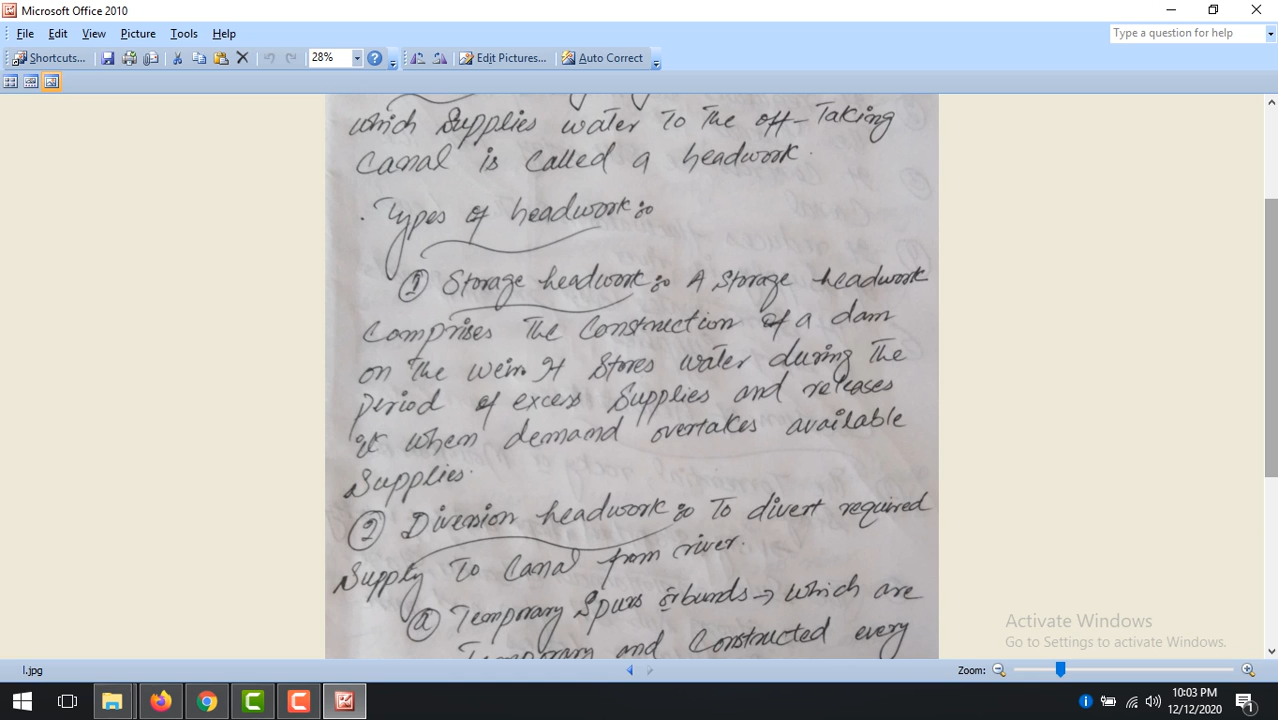 Microsoft Office 2010
File Edit View Picture Tools Help
Type a question for help
Shortcuts... 28% Edit Pictures... Auto Correct
which Supplies water To The off-Taking
Canal is called a headwork.
Types of headwork:
① Storage headwork: A Storage headwork
Comprises The Construction of a dam
on the weir. It Stores water during The
period of excess Supplies and releases
it when demand overtakes available
Supplies.
② Diversion headwork: To divert required
Supply To Canal from river.
ⓐ Temporary Spurs or bunds → which are
Temporary and Constructed every
Activate Windows
Go to Settings to activate Windows.
l.jpg
Zoom:
10:03 PM
12/12/2020
1